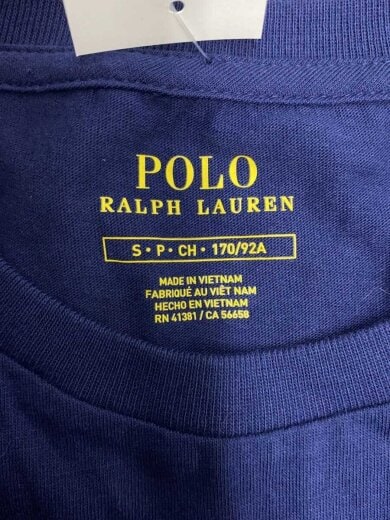 POLO
RALPH LAUREN
S • P • CH • 170/92A
MADE IN VIETNAM
FABRIQUÉ AU VIÊT NAM
HECHO EN VIETNAM
RN 41381 / CA 56658